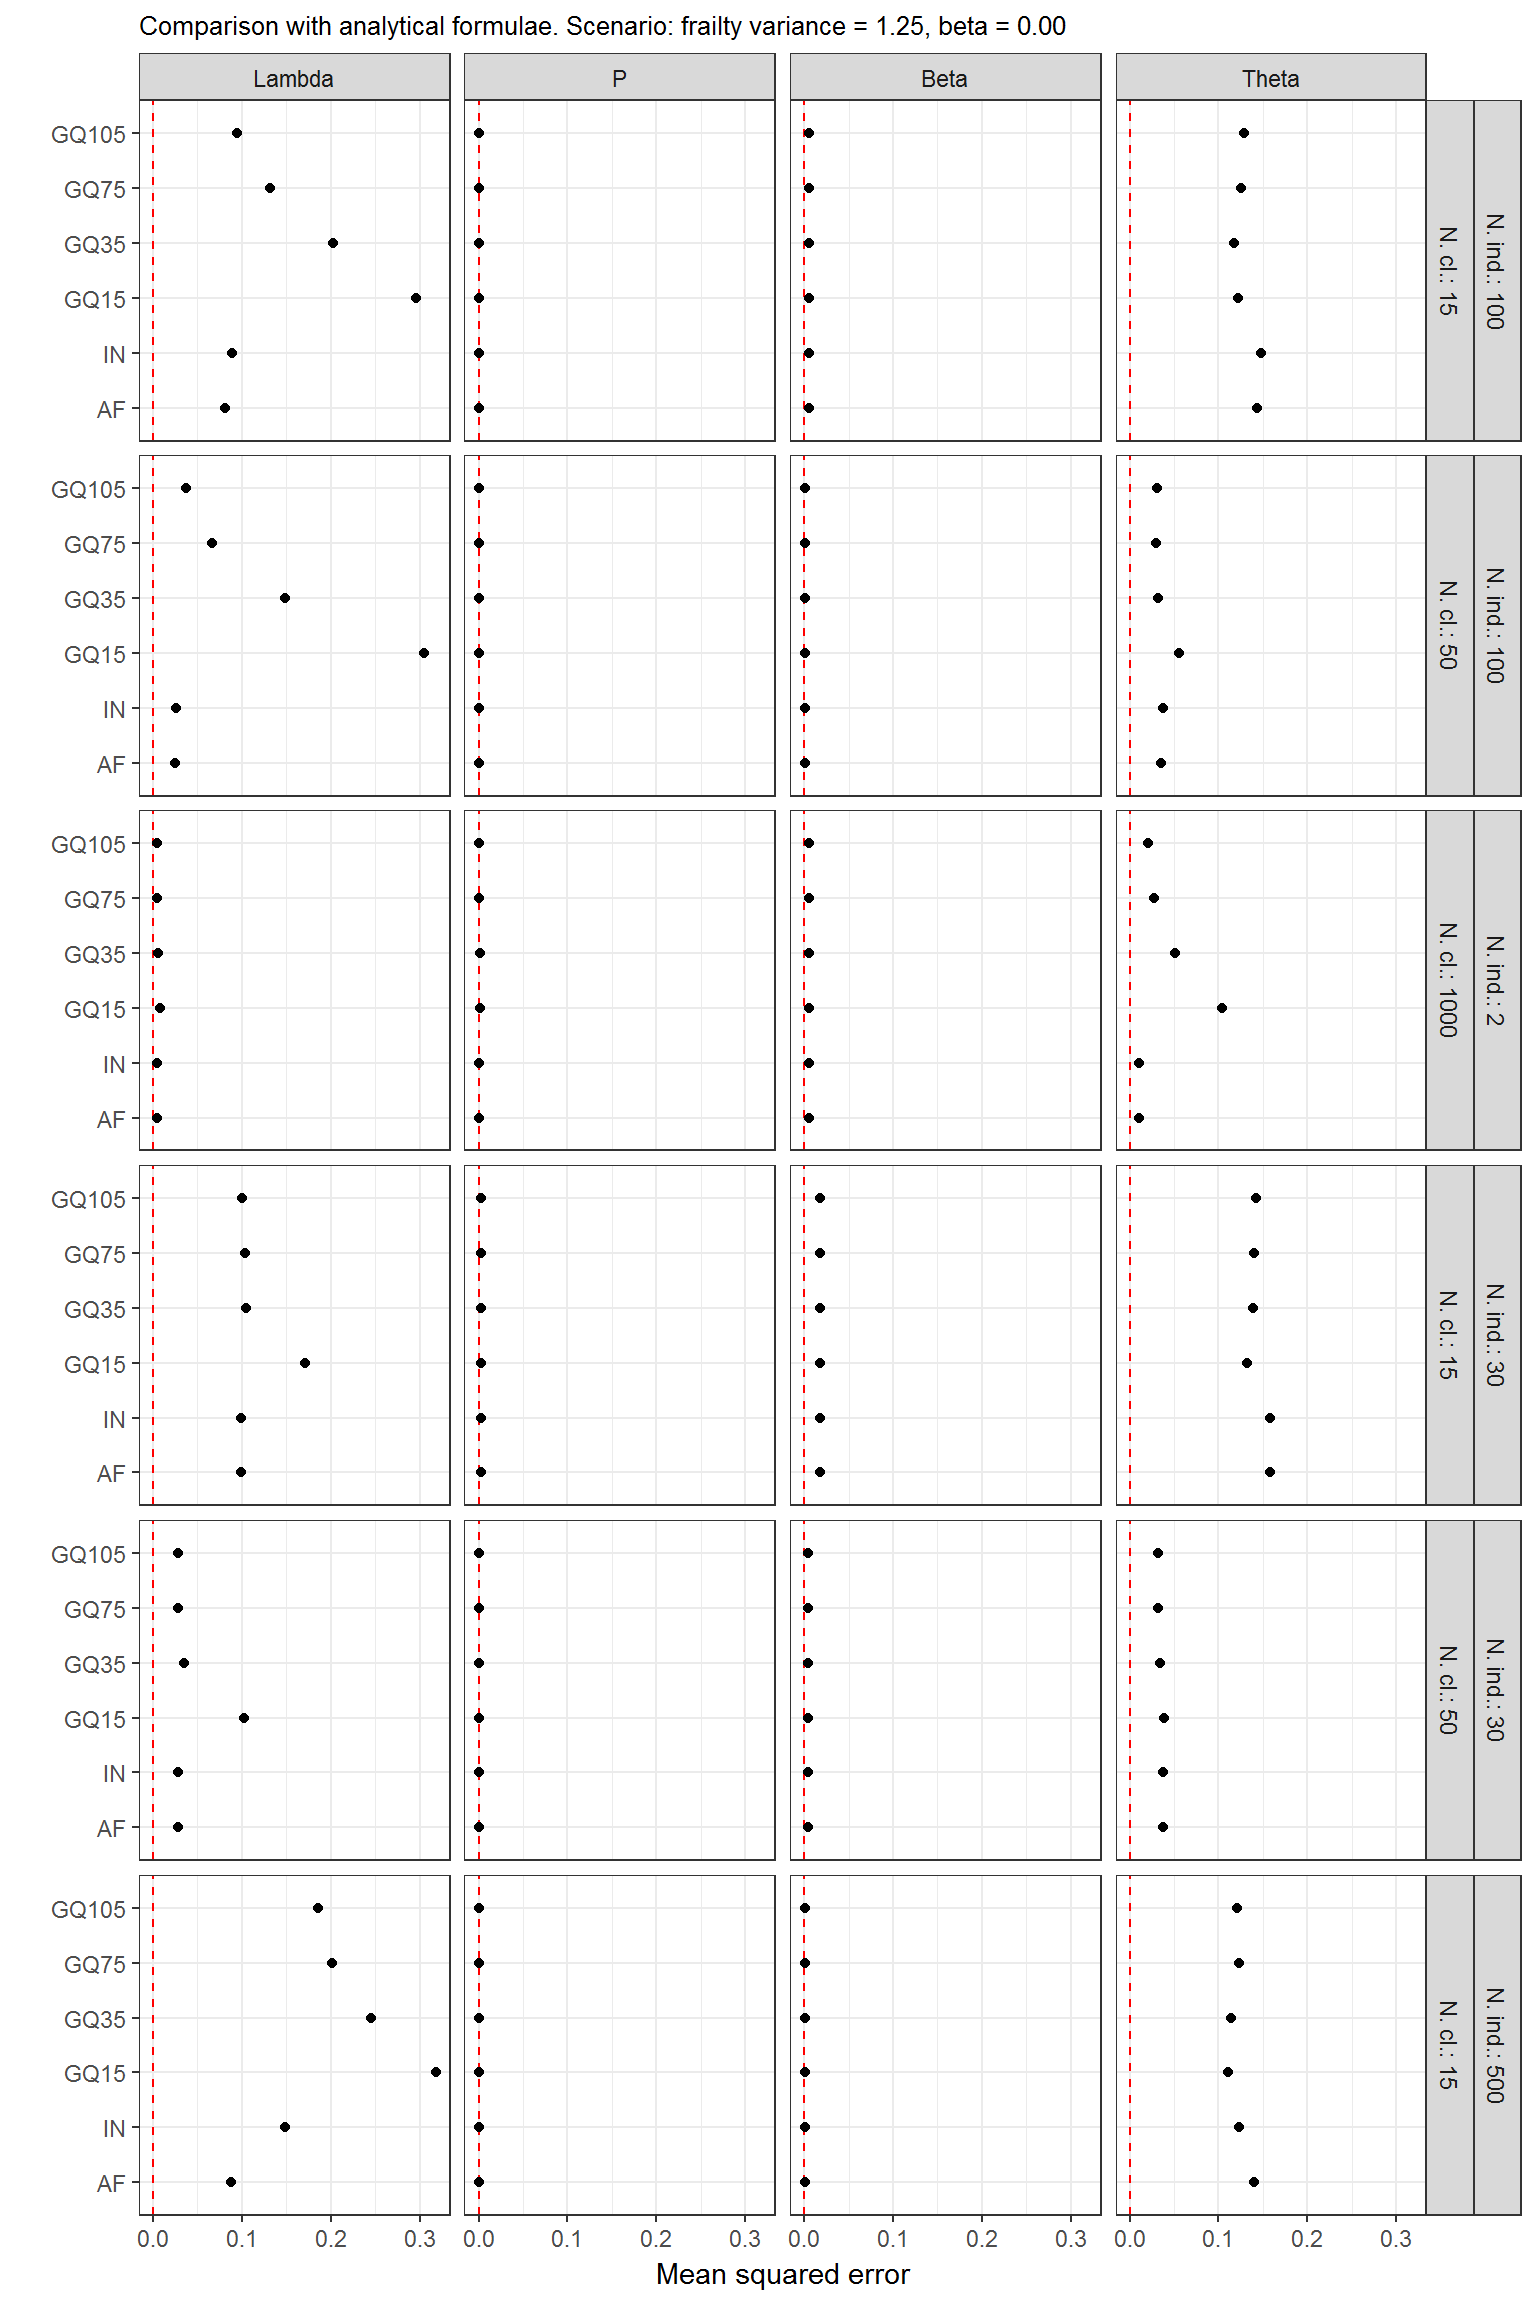 Comparison with analytical formulae. Scenario: frailty variance = 1.25, beta = 0.00
Lambda P Beta Theta
GQ105
GQ75
GQ35
GQ15
IN
AF
N. cl.: 15
N. ind.: 100
GQ105
GQ75
GQ35
GQ15
IN
AF
N. cl.: 50
N. ind.: 100
GQ105
GQ75
GQ35
GQ15
IN
AF
N. cl.: 1000
N. ind.: 2
GQ105
GQ75
GQ35
GQ15
IN
AF
N. cl.: 15
N. ind.: 30
GQ105
GQ75
GQ35
GQ15
IN
AF
N. cl.: 50
N. ind.: 30
GQ105
GQ75
GQ35
GQ15
IN
AF
N. cl.: 15
N. ind.: 500
0.0 0.1 0.2 0.3 0.0 0.1 0.2 0.3 0.0 0.1 0.2 0.3 0.0 0.1 0.2 0.3
Mean squared error